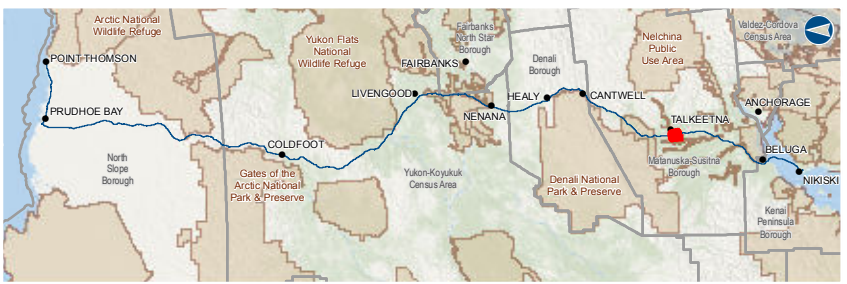 Arctic National
Wildlife Refuge
POINT THOMSON
PRUDHOE BAY
North
Slope
Borough
COLDFOOT
Gates of the
Arctic National
Park & Preserve
Yukon Flats
National
Wildlife Refuge
LIVENGOOD
Fairbanks
North Star
Borough
FAIRBANKS
NENANA
Yukon-Koyukuk
Census Area
Denali
Borough
HEALY
CANTWELL
Denali National
Park & Preserve
Nelchina
Public
Use Area
TALKEETNA
Matanuska-Susitna
Borough
Valdez-Cordova
Census Area
ANCHORAGE
BELUGA
NIKISKI
Kenai
Peninsula
Borough